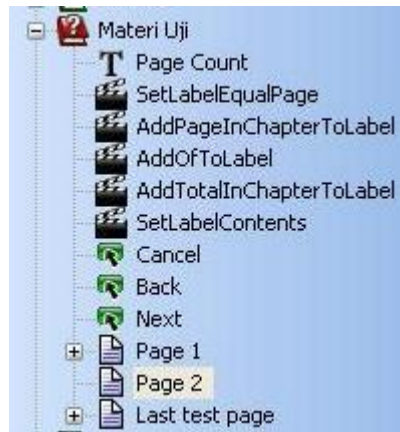 Materi Uji
Page Count
SetLabelEqualPage
AddPageInChapterToLabel
AddOfToLabel
AddTotalInChapterToLabel
SetLabelContents
Cancel
Back
Next
Page 1
Page 2
Last test page